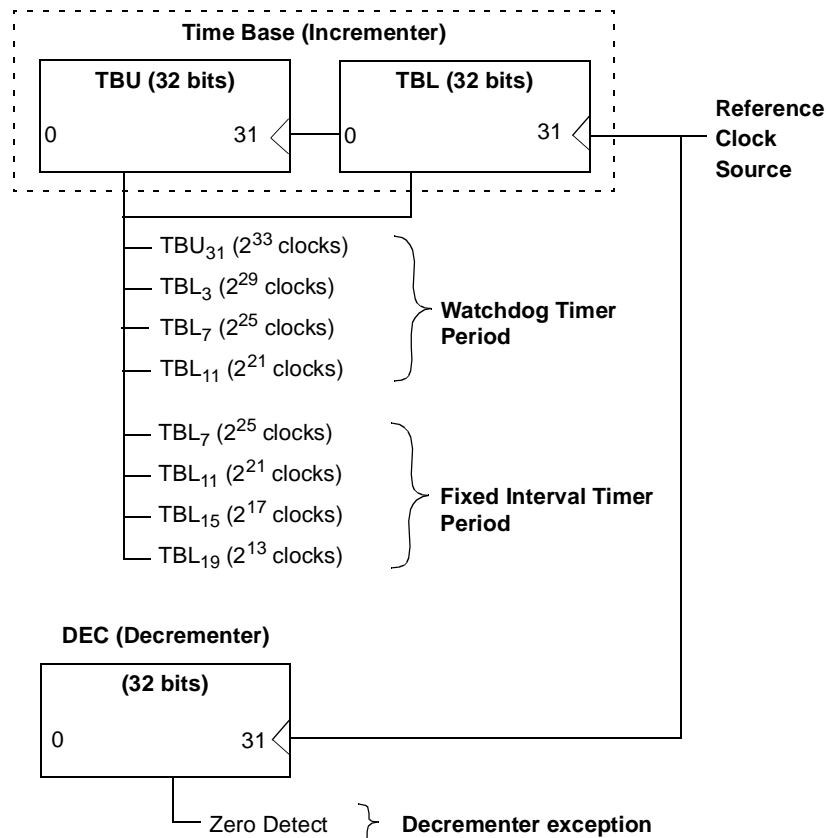 Time Base (Incrementer)
TBU (32 bits)
TBL (32 bits)
0
31
0
31
Reference
Clock
Source
TBU31 (2^33 clocks)
TBL3 (2^29 clocks)
TBL7 (2^25 clocks)
TBL11 (2^21 clocks)
Watchdog Timer
Period
TBL7 (2^25 clocks)
TBL11 (2^21 clocks)
TBL15 (2^17 clocks)
TBL19 (2^13 clocks)
Fixed Interval Timer
Period
DEC (Decrementer)
(32 bits)
0
31
Zero Detect
Decrementer exception